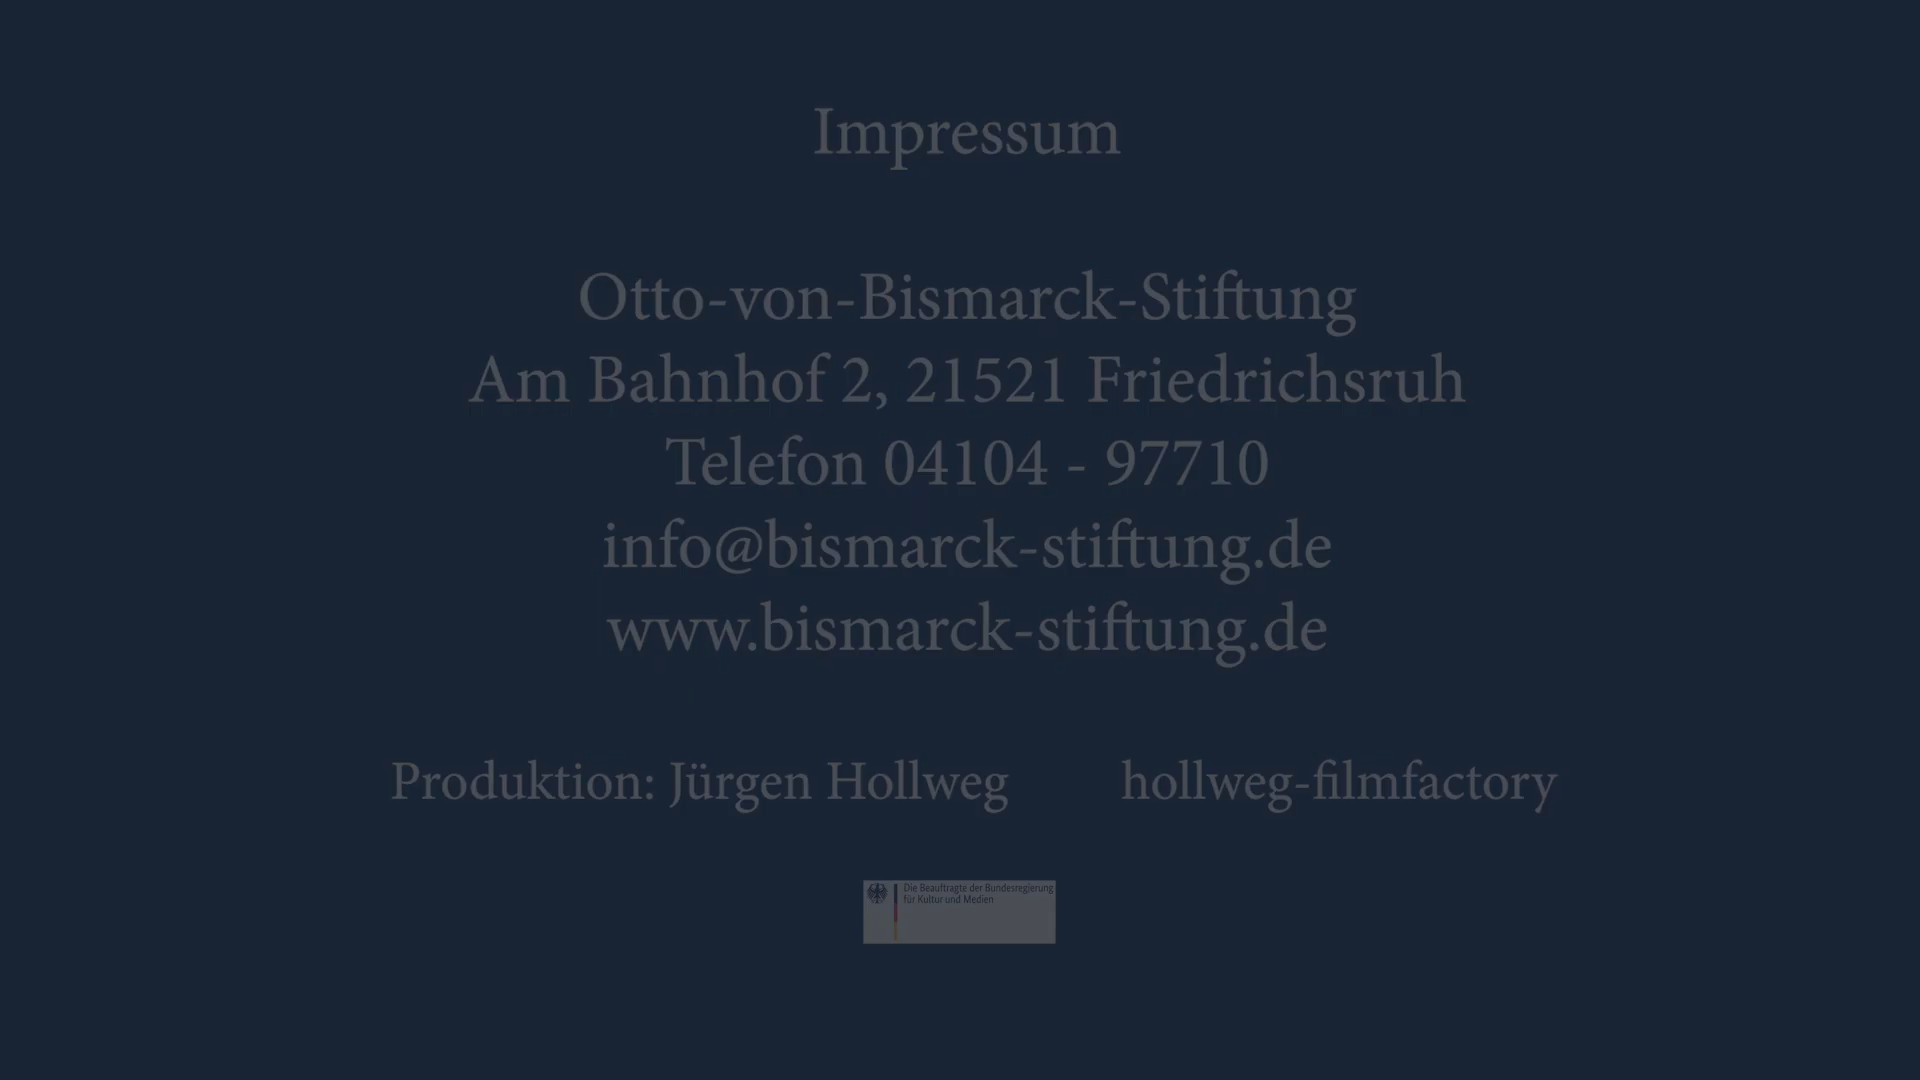 Impressum
Otto-von-Bismarck-Stiftung
Am Bahnhof 2, 21521 Friedrichsruh
Telefon 04104 - 97710
info@bismarck-stiftung.de
www.bismarck-stiftung.de
Produktion: Jürgen Hollweg hollweg-filmfactory
Die Beauftragte der Bundesregierung
für Kultur und Medien